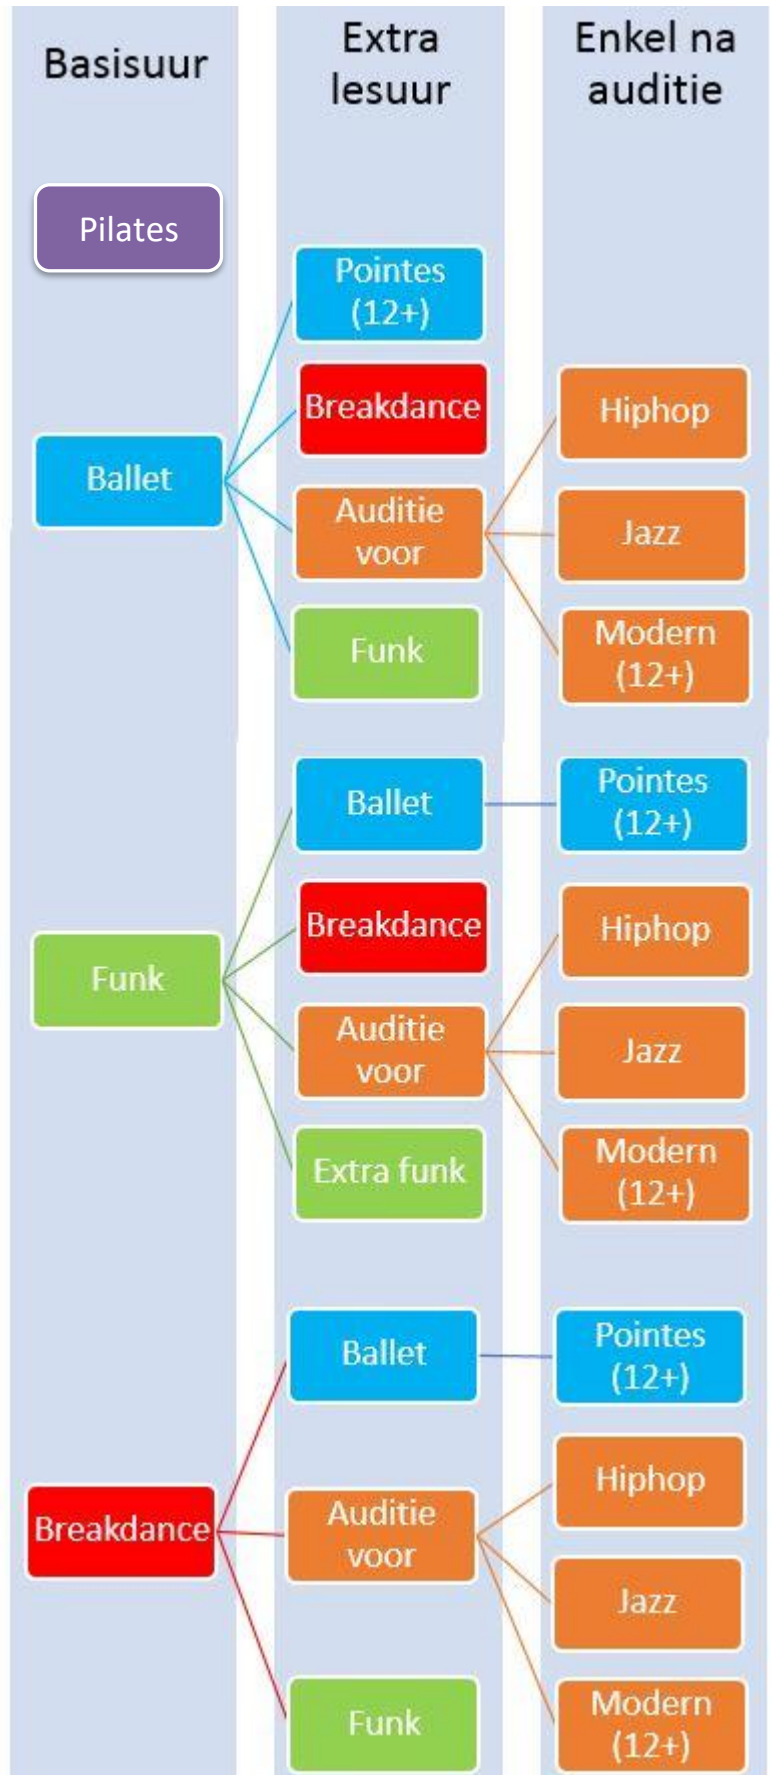 Basisuur
Extra
lesuur
Enkel na
auditie
Pilates
Ballet
Pointes
(12+)
Breakdance
Auditie
voor
Funk
Hiphop
Jazz
Modern
(12+)
Funk
Ballet
Breakdance
Auditie
voor
Extra funk
Pointes
(12+)
Hiphop
Jazz
Modern
(12+)
Breakdance
Ballet
Auditie
voor
Funk
Pointes
(12+)
Hiphop
Jazz
Modern
(12+)